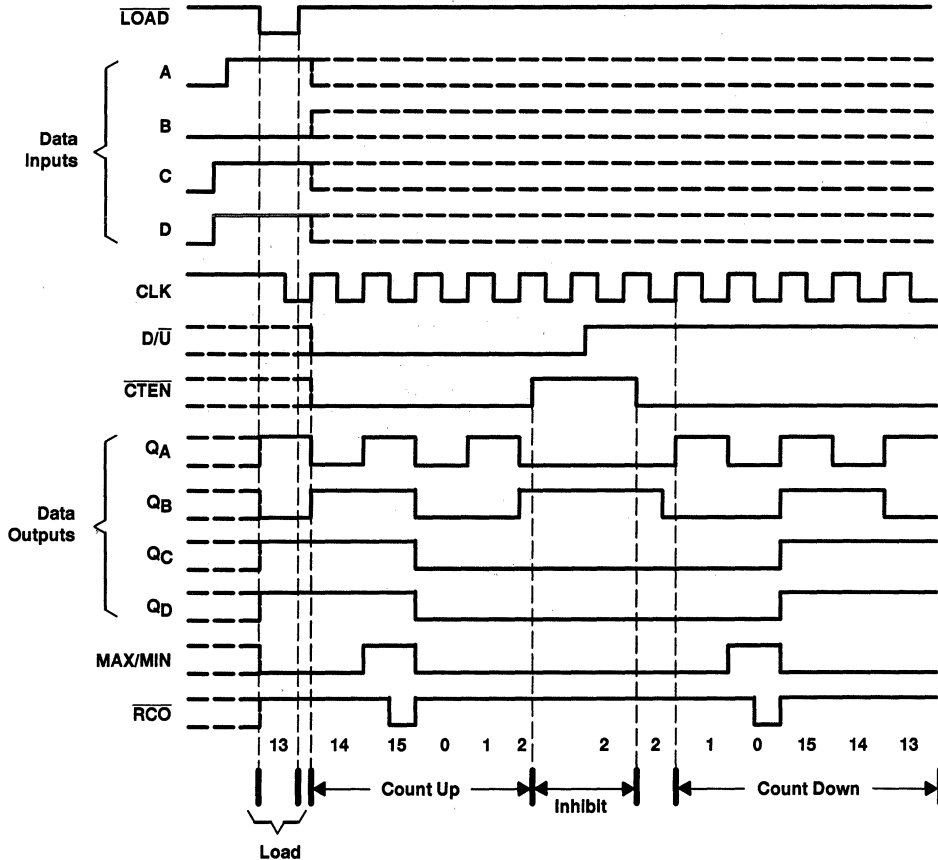 LOAD
A
B
Data
Inputs
C
D
CLK
D/U
CTEN
QA
QB
Data
Outputs
QC
QD
MAX/MIN
RCO
13 14 15 0 1 2 2 2 1 0 15 14 13
Count Up
Inhibit
Count Down
Load